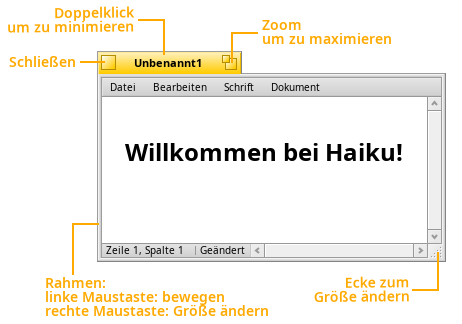 Doppelklick
um zu minimieren
Zoom
um zu maximieren
Schließen
Unbenannt1
Datei Bearbeiten Schrift Dokument
Willkommen bei Haiku!
Zeile 1, Spalte 1 Geändert
Rahmen:
linke Maustaste: bewegen
rechte Maustaste: Größe ändern
Ecke zum
Größe ändern